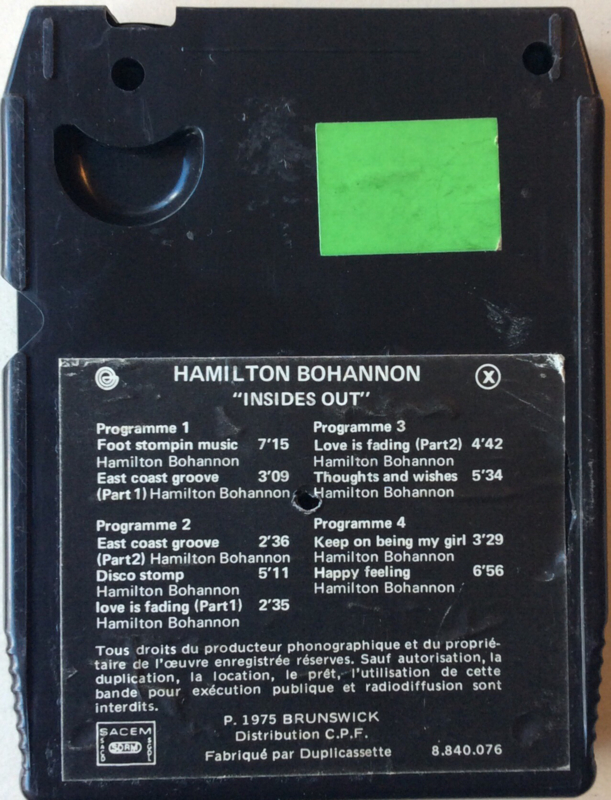 HAMILTON BOHANNON
X
"INSIDES OUT"
Programme 1
Foot stompin music 7'15
Hamilton Bohannon
East coast groove 3'09
(Part 1) Hamilton Bohannon
Programme 2
East coast groove 2'36
(Part2) Hamilton Bohannon
Disco stomp 5'11
Hamilton Bohannon
love is fading (Part1) 2'35
Hamilton Bohannon
Programme 3
Love is fading (Part2) 4'42
Hamilton Bohannon
Thoughts and wishes 5'34
Hamilton Bohannon
Programme 4
Keep on being my girl 3'29
Hamilton Bohannon
Happy feeling 6'56
Hamilton Bohannon
Tous droits du producteur phonographique et du proprié-
taire de l'œuvre enregistrée réserves. Sauf autorisation, la
duplication, la location, le prêt, l'utilisation de cette
bande pour exécution publique et radiodiffusion sont
interdits.
SACEM
SACD
SDRM
SGDL
P. 1975 BRUNSWICK
Distribution C.P.F.
Fabriqué par Duplicassette 8.840.076